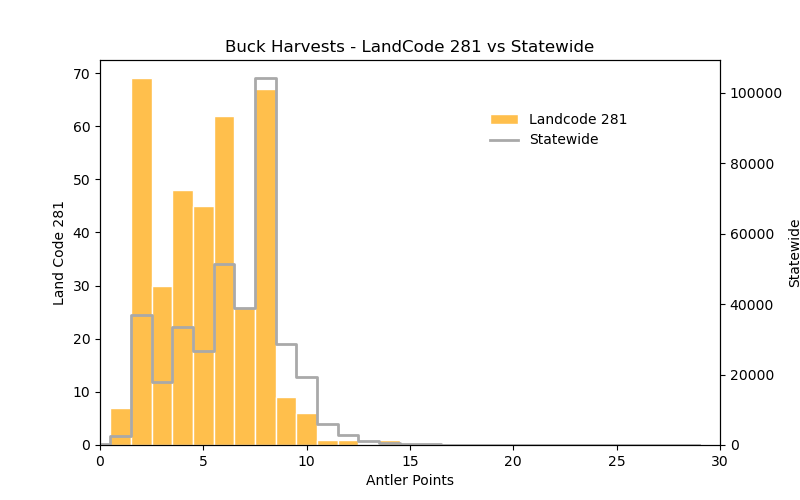 Buck Harvests - LandCode 281 vs Statewide
70
60
50
40
30
20
10
0
Land Code 281
Landcode 281
Statewide
100000
80000
60000
40000
20000
0
Statewide
0 5 10 15 20 25 30
Antler Points